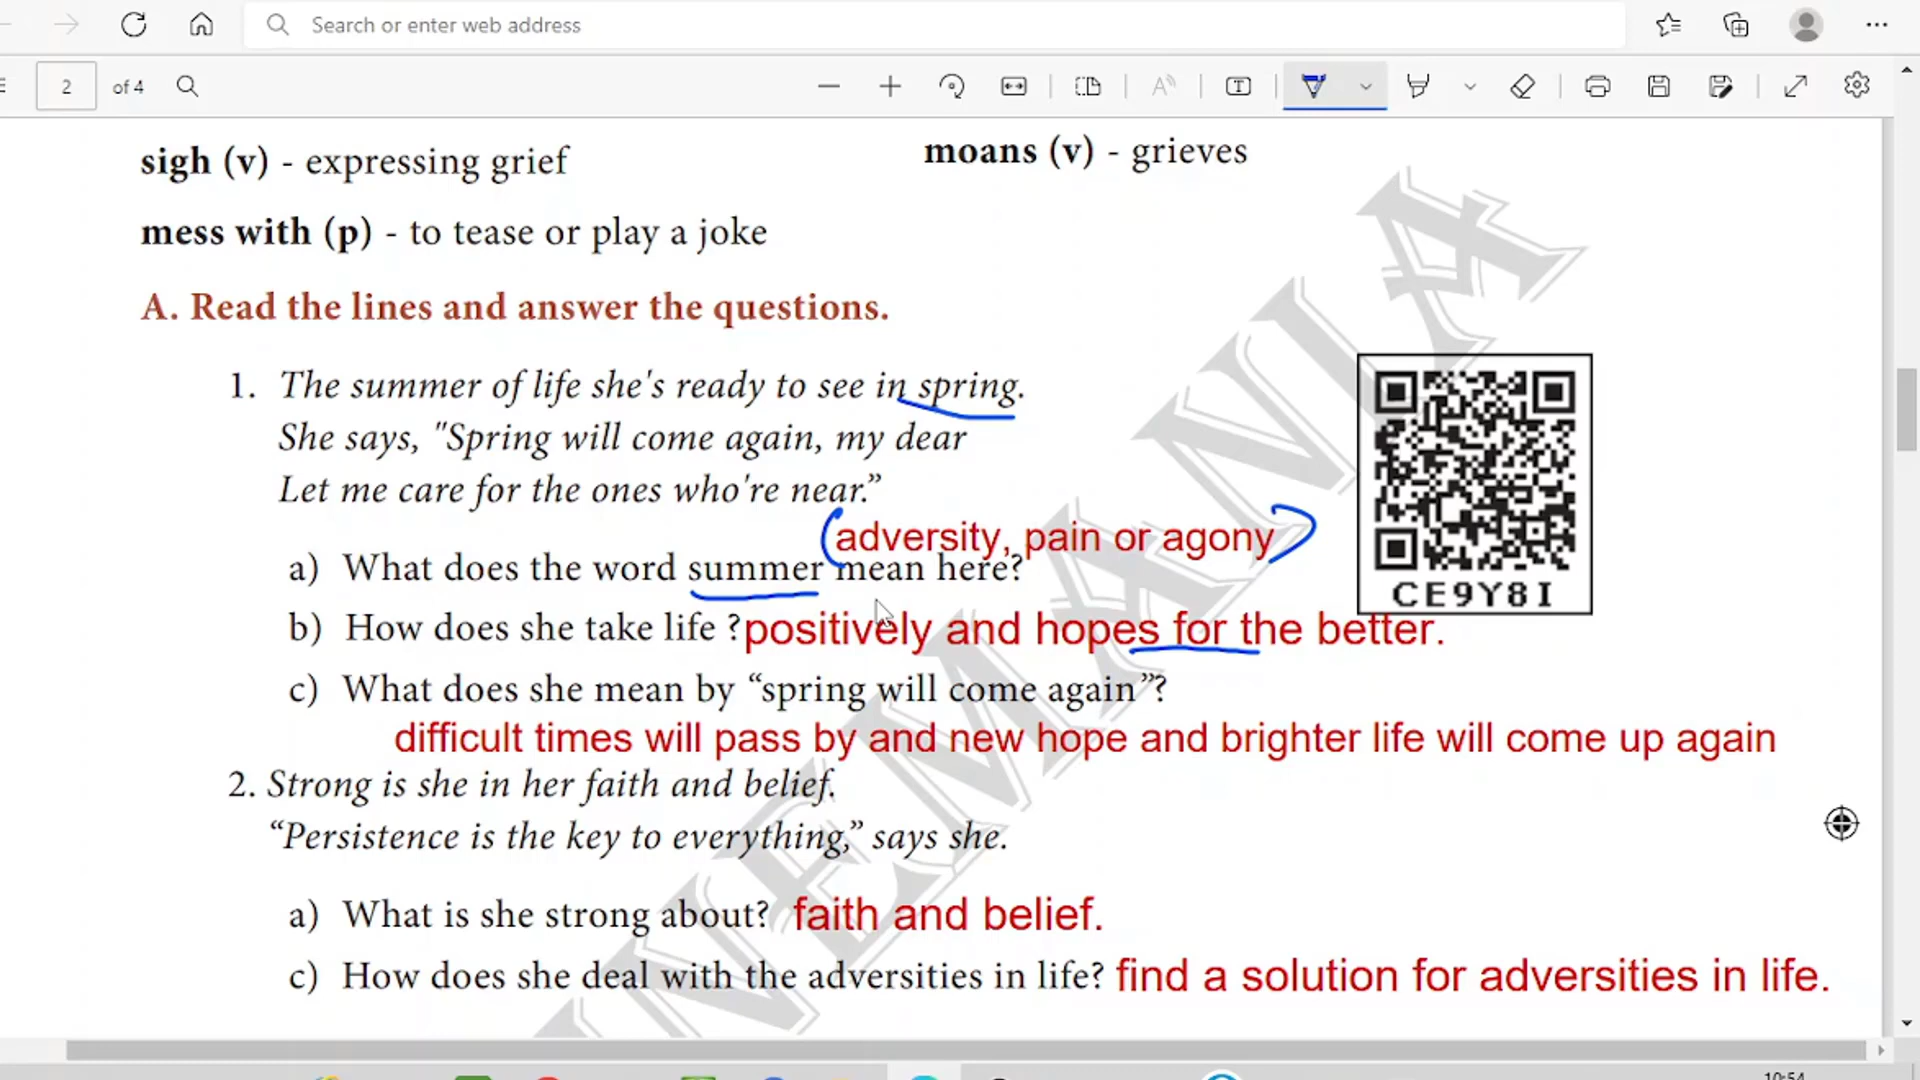 Search or enter web address
2 of 4
sigh (v) - expressing grief
moans (v) - grieves
mess with (p) - to tease or play a joke
A. Read the lines and answer the questions.
1. The summer of life she's ready to see in spring.
She says, "Spring will come again, my dear
Let me care for the ones who're near.”
adversity, pain or agony
a) What does the word summer mean here?
CE9Y8I
b) How does she take life ? positively and hopes for the better.
c) What does she mean by “spring will come again”?
difficult times will pass by and new hope and brighter life will come up again
2. Strong is she in her faith and belief.
“Persistence is the key to everything,” says she.
a) What is she strong about? faith and belief.
c) How does she deal with the adversities in life? find a solution for adversities in life.